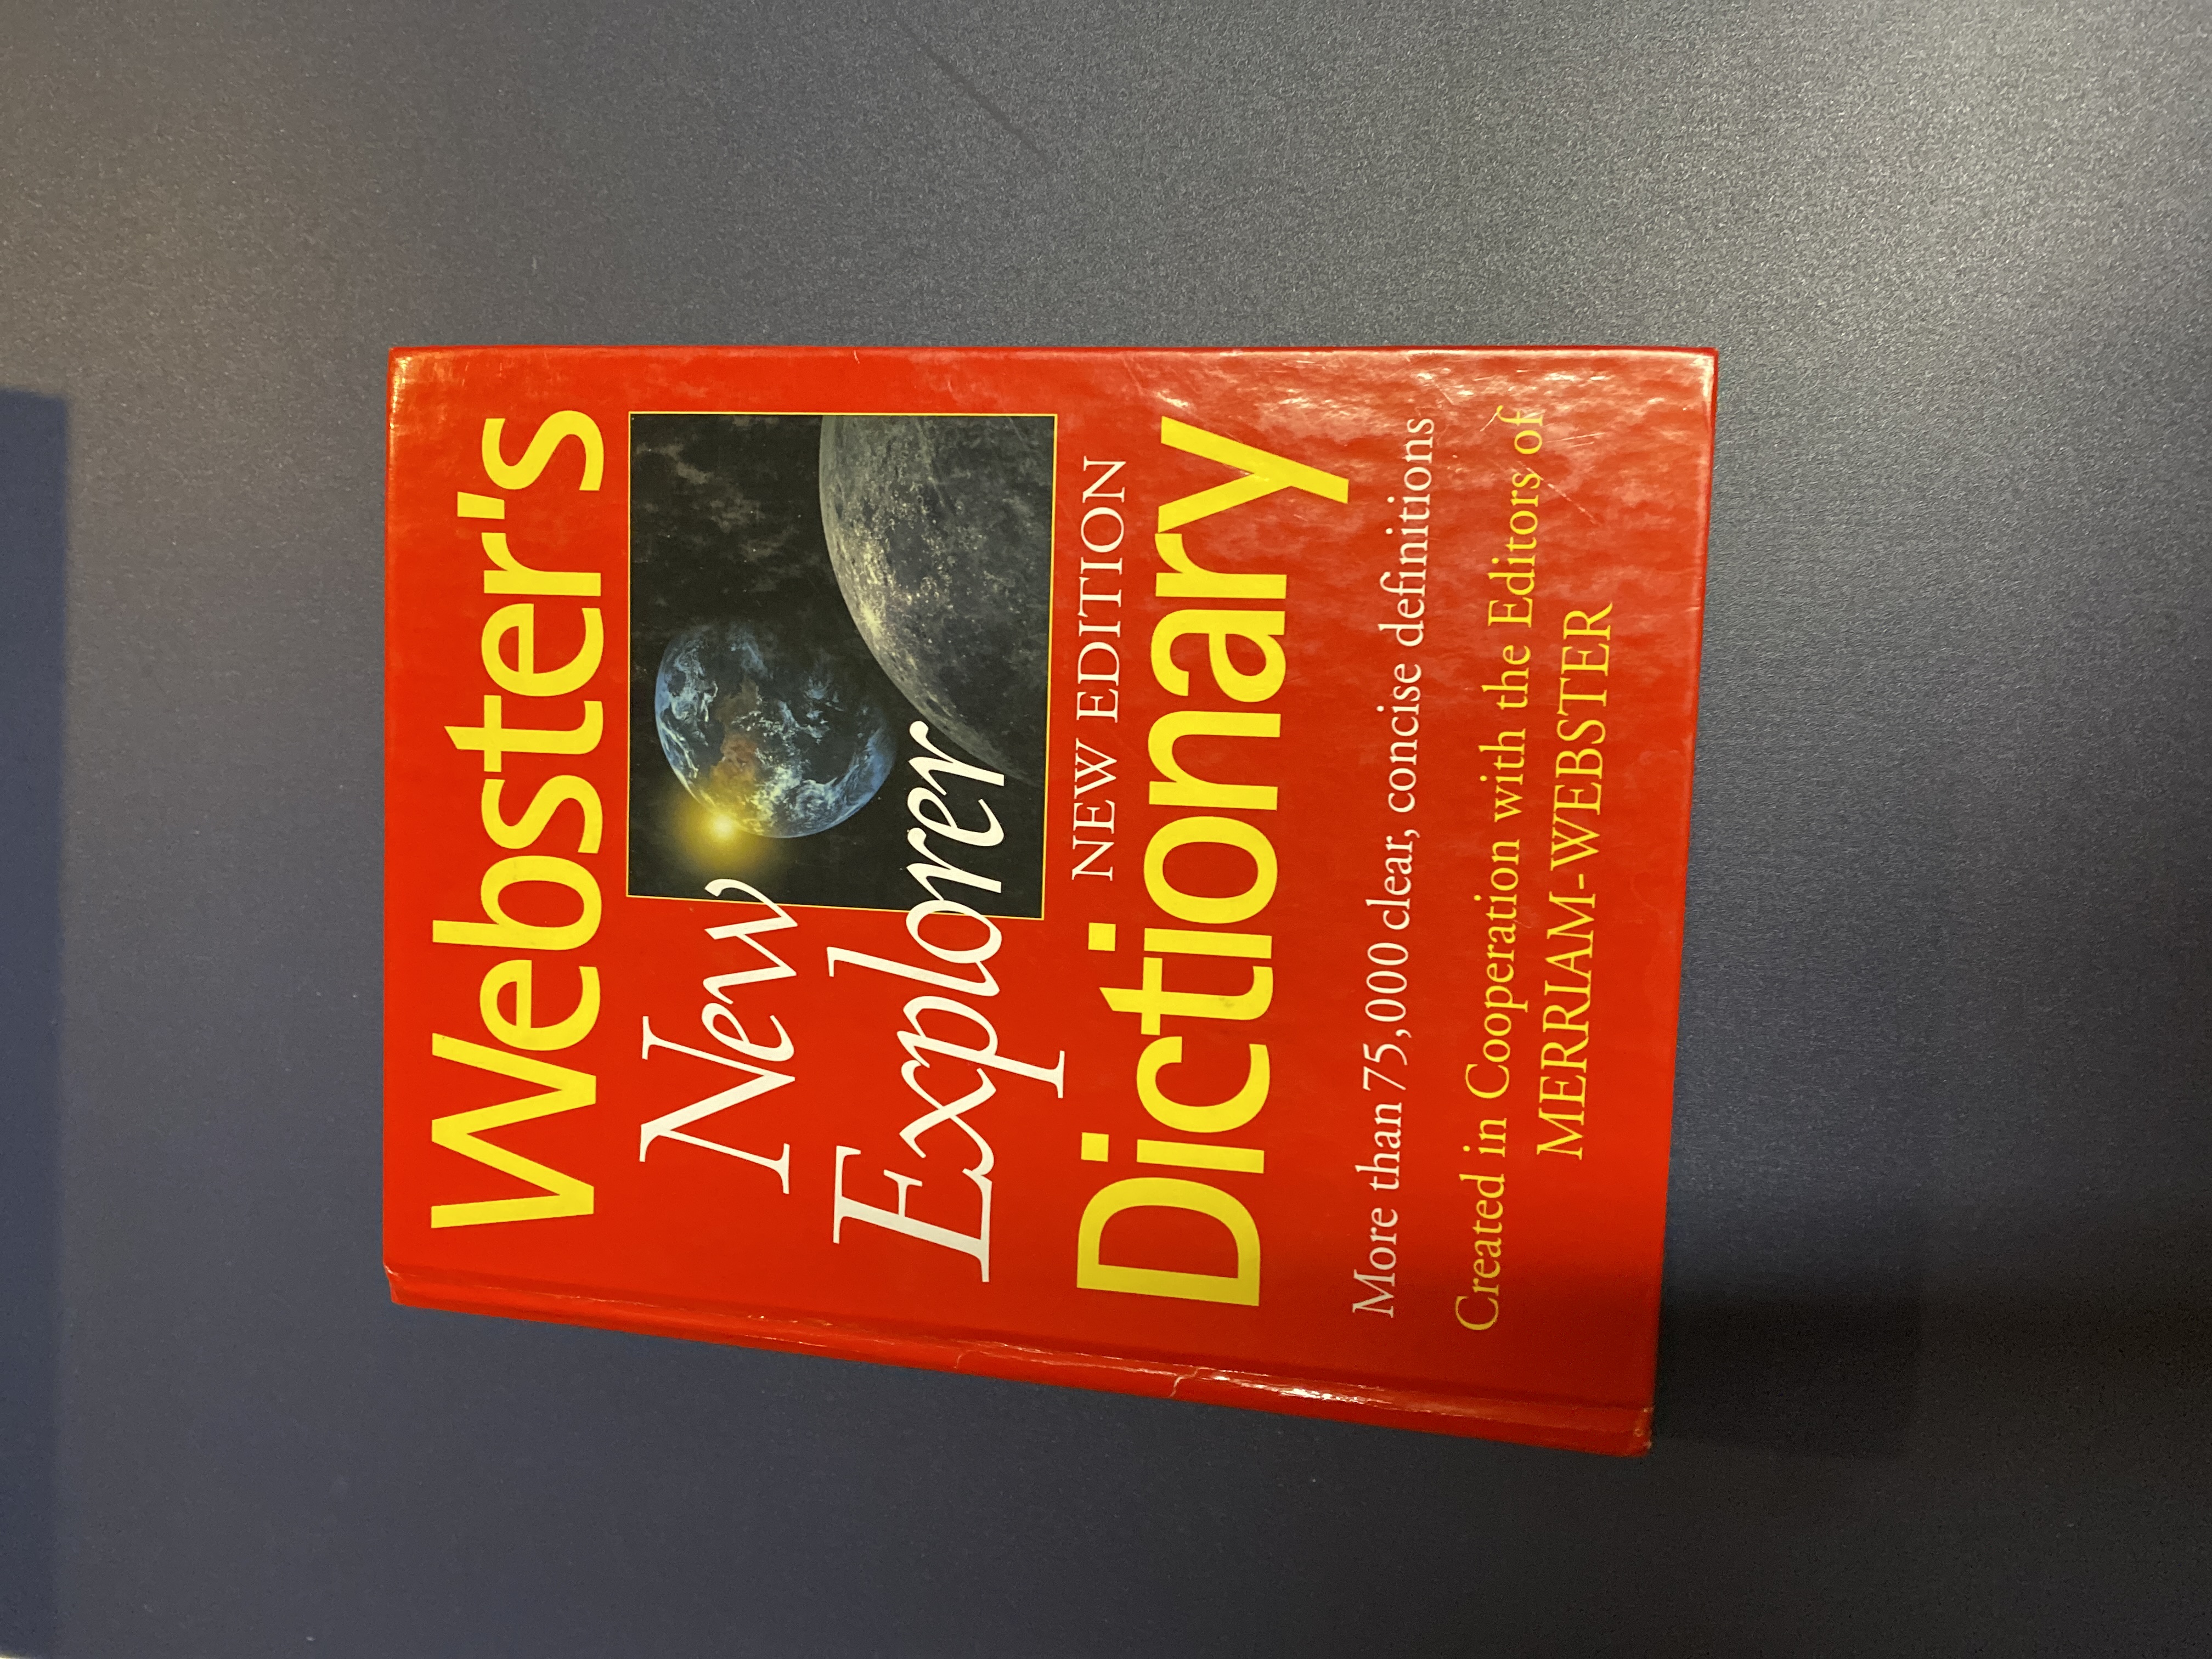 Webster's
New
Explorer
NEW EDITION
Dictionary
More than 75,000 clear, concise definitions
Created in Cooperation with the Editors of
MERRIAM-WEBSTER